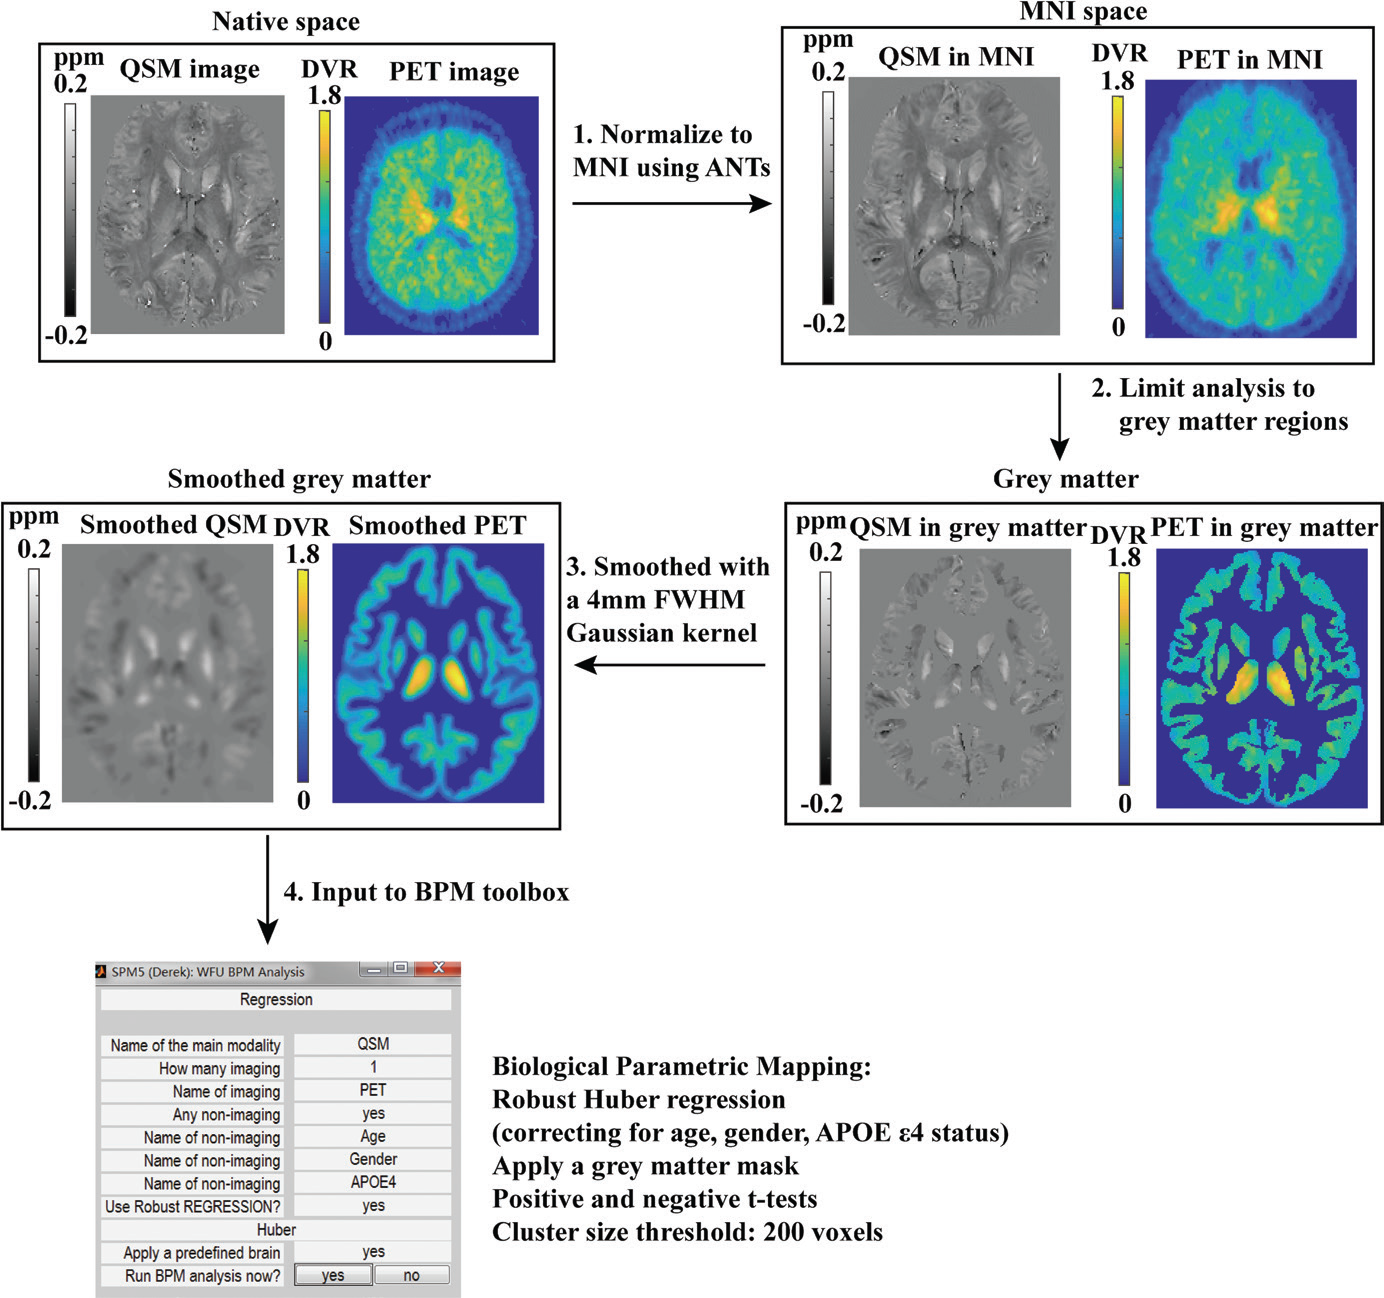 Native space
ppm
0.2
QSM image
DVR
1.8
PET image
-0.2
0
1. Normalize to
MNI using ANTs
MNI space
ppm
0.2
QSM in MNI
DVR
1.8
PET in MNI
-0.2
0
2. Limit analysis to
grey matter regions
Grey matter
ppm
0.2
QSM in grey matter
DVR
1.8
PET in grey matter
-0.2
0
3. Smoothed with
a 4mm FWHM
Gaussian kernel
Smoothed grey matter
ppm
0.2
Smoothed QSM
DVR
1.8
Smoothed PET
-0.2
0
4. Input to BPM toolbox
SPM5 (Derek): WFU BPM Analysis
Regression
Name of the main modality QSM
How many imaging 1
Name of imaging PET
Any non-imaging yes
Name of non-imaging Age
Name of non-imaging Gender
Name of non-imaging APOE4
Use Robust REGRESSION? yes
Huber
Apply a predefined brain yes
Run BPM analysis now? yes no
Biological Parametric Mapping:
Robust Huber regression
(correcting for age, gender, APOE ε4 status)
Apply a grey matter mask
Positive and negative t-tests
Cluster size threshold: 200 voxels